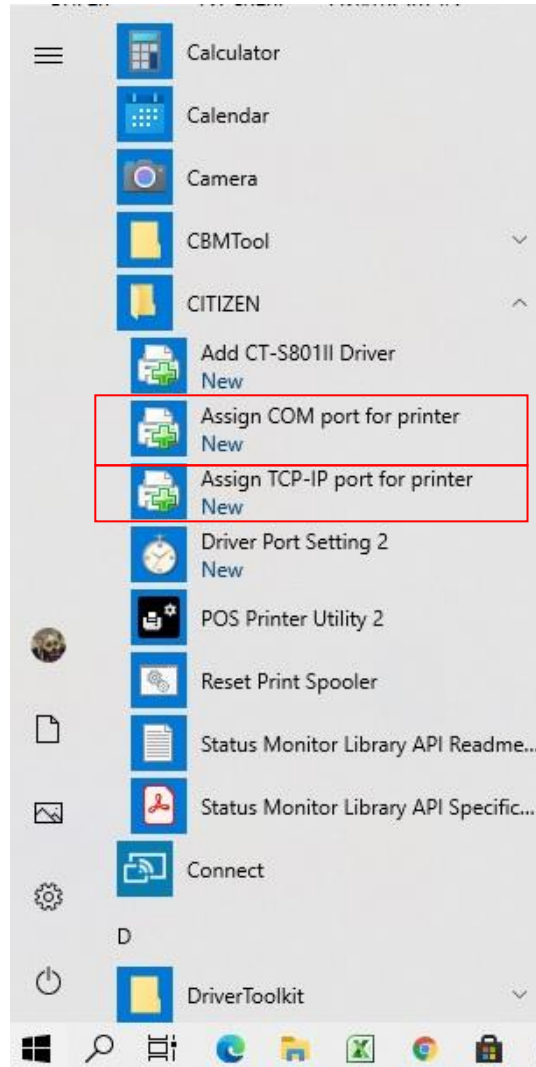 Calculator
Calendar
Camera
CBMTool
CITIZEN
Add CT-S801II Driver
New
Assign COM port for printer
New
Assign TCP-IP port for printer
New
Driver Port Setting 2
New
POS Printer Utility 2
Reset Print Spooler
Status Monitor Library API Readme...
Status Monitor Library API Specific...
Connect
D
DriverToolkit